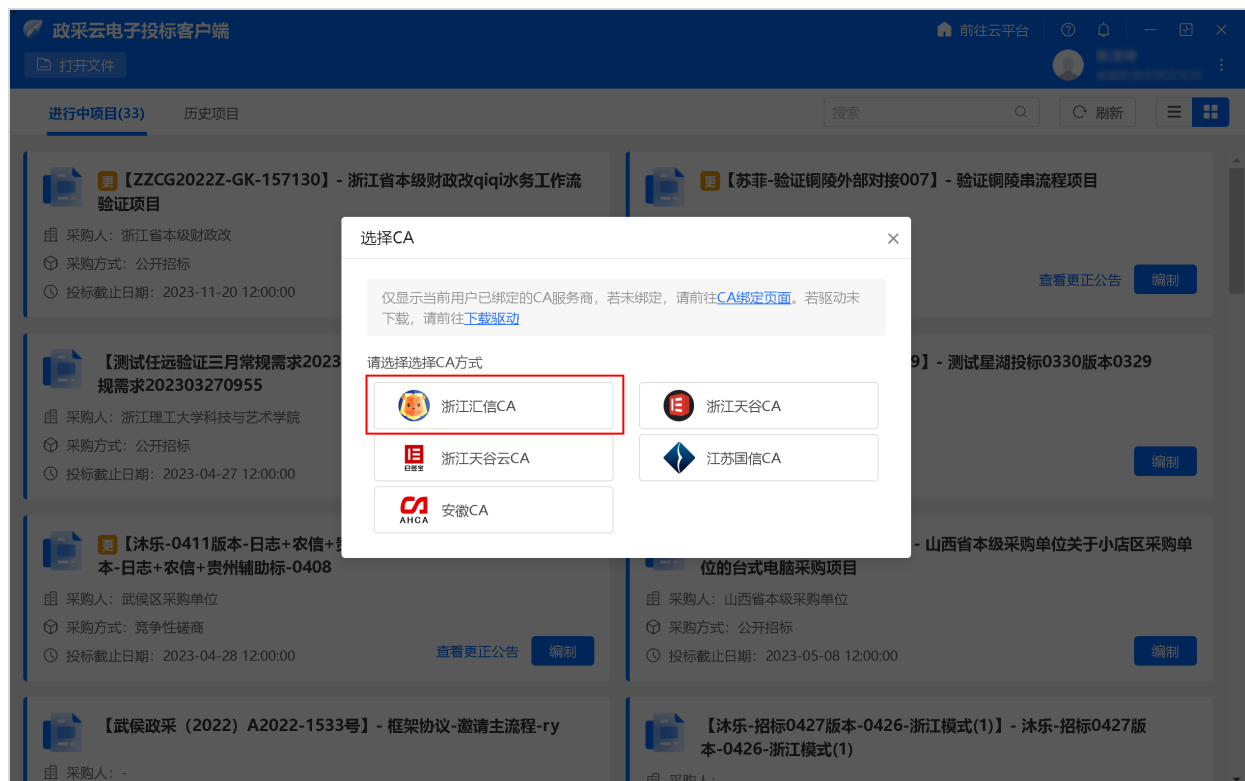 政采云电子投标客户端
前往云平台
打开文件
进行中项目(33)
历史项目
搜索
刷新
更【ZZCG2022Z-GK-157130】- 浙江省本级财政改qiqi水务工作流
验证项目
采购人：浙江省本级财政改
采购方式：公开招标
投标截止日期：2023-11-20 12:00:00
更【苏菲-验证铜陵外部对接007】- 验证铜陵串流程项目
查看更正公告
编制
选择CA
仅显示当前用户已绑定的CA服务商，若未绑定，请前往CA绑定页面。若驱动未
下载，请前往下载驱动
请选择选择CA方式
浙江汇信CA
浙江天谷CA
浙江天谷云CA
江苏国信CA
AHCA
安徽CA
【测试任远验证三月常规需求2023
规需求202303270955
采购人：浙江理工大学科技与艺术学院
采购方式：公开招标
投标截止日期：2023-04-27 12:00:00
9】- 测试星湖投标0330版本0329
编制
更【沐乐-0411版本-日志+农信+
本-日志+农信+贵州辅助标-0408
采购人：武侯区采购单位
采购方式：竞争性磋商
投标截止日期：2023-04-28 12:00:00
查看更正公告
编制
- 山西省本级采购单位关于小店区采购单
位的台式电脑采购项目
采购人：山西省本级采购单位
采购方式：公开招标
投标截止日期：2023-05-08 12:00:00
编制
【武侯政采（2022）A2022-1533号】- 框架协议-邀请主流程-ry
采购人：-
【沐乐-招标0427版本-0426-浙江模式(1)】- 沐乐-招标0427版
本-0426-浙江模式(1)
采购人：